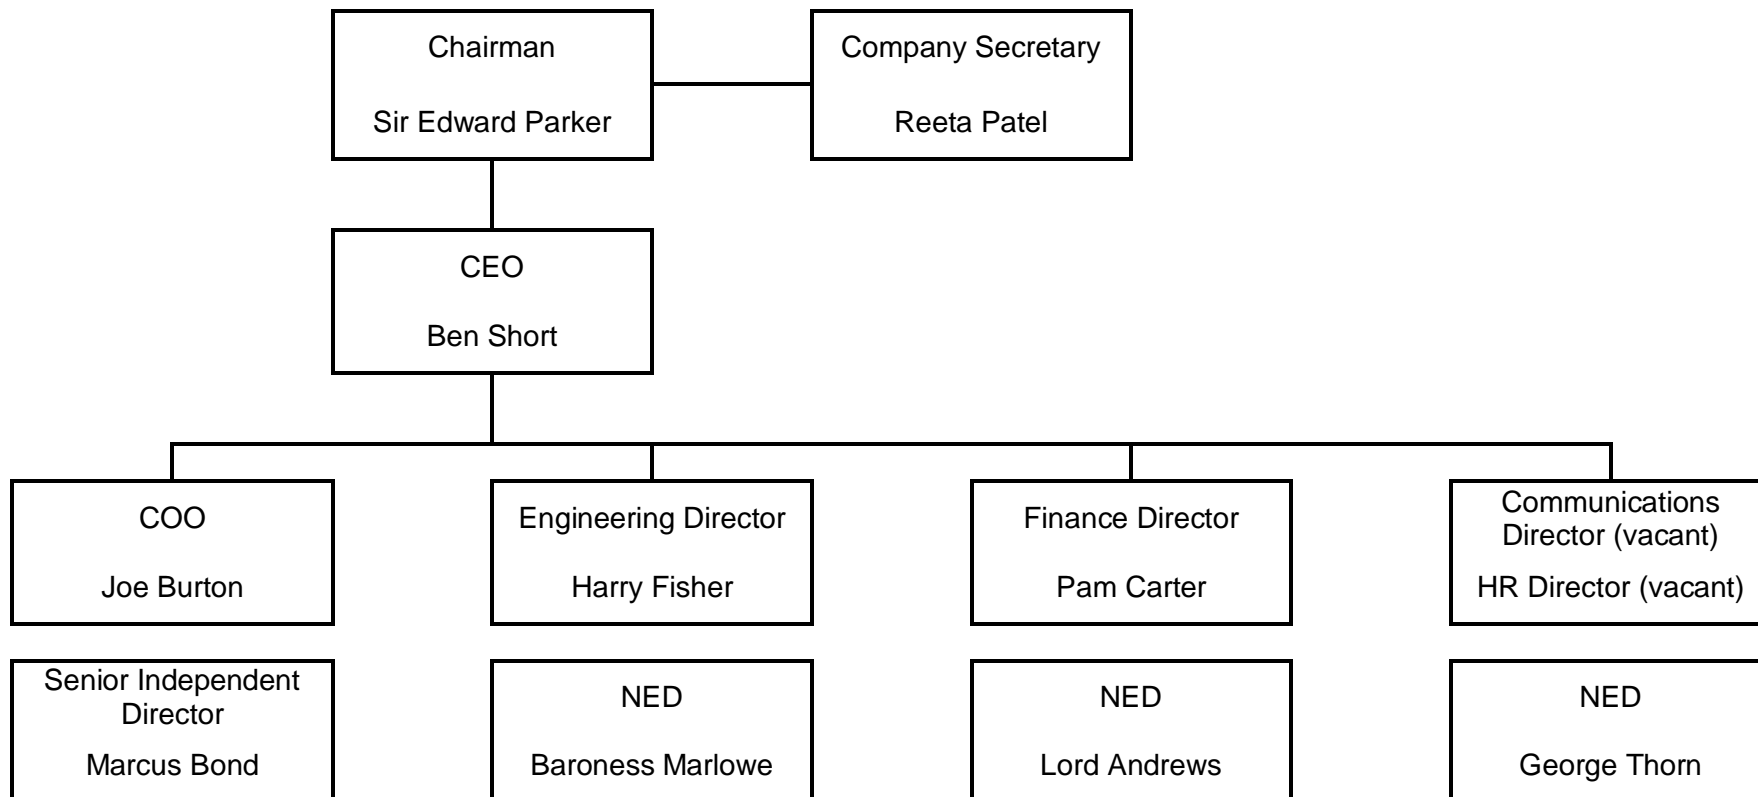 Chairman
Sir Edward Parker
Company Secretary
Reeta Patel
CEO
Ben Short
COO
Joe Burton
Engineering Director
Harry Fisher
Finance Director
Pam Carter
Communications
Director (vacant)
HR Director (vacant)
Senior Independent
Director
Marcus Bond
NED
Baroness Marlowe
NED
Lord Andrews
NED
George Thorn